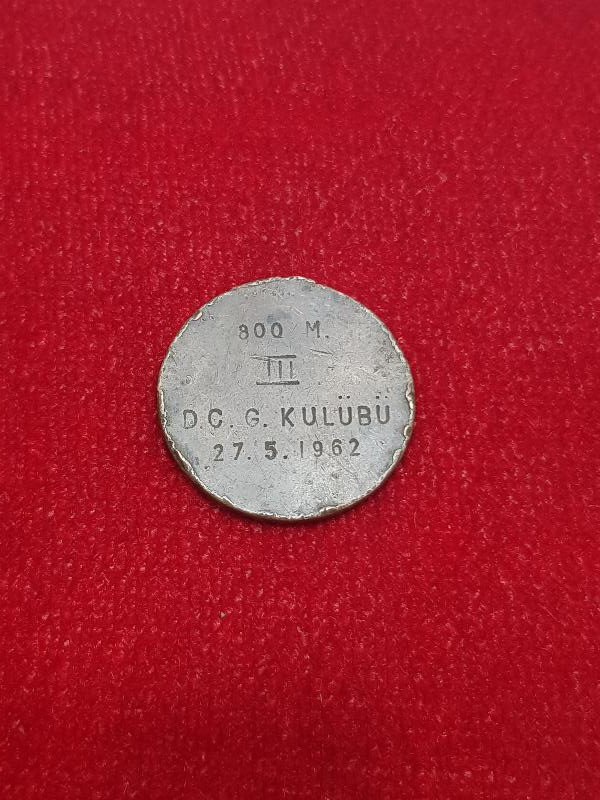 800 M.
III
D.Ç. G. KULÜBÜ
27. 5. 1962